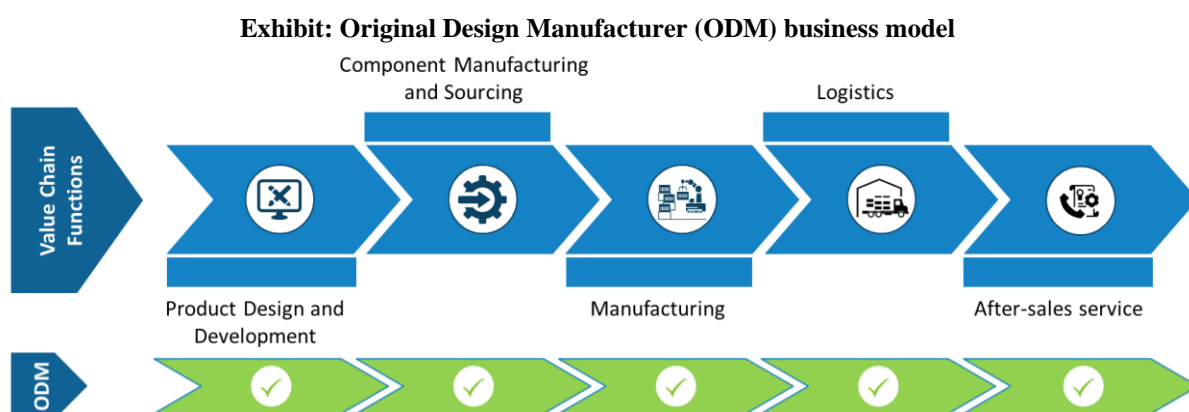 Exhibit: Original Design Manufacturer (ODM) business model
Component Manufacturing
and Sourcing
Logistics
Value Chain
Functions
Product Design and
Development
Manufacturing
After-sales service
ODM